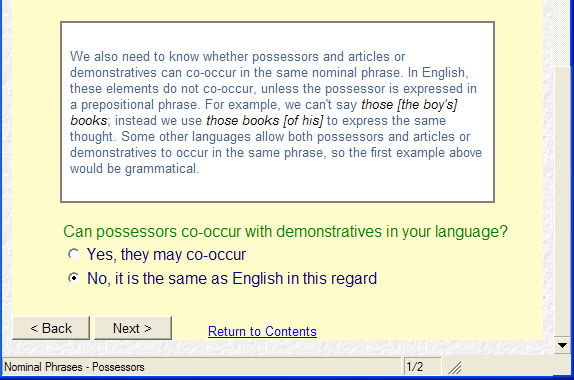 We also need to know whether possessors and articles or
demonstratives can co-occur in the same nominal phrase. In English,
these elements do not co-occur, unless the possessor is expressed in
a prepositional phrase. For example, we can't say those [the boy's]
books; instead we use those books [of his] to express the same
thought. Some other languages allow both possessors and articles or
demonstratives to occur in the same phrase, so the first example above
would be grammatical.
Can possessors co-occur with demonstratives in your language?
Yes, they may co-occur
No, it is the same as English in this regard
< Back Next > Return to Contents
Nominal Phrases - Possessors 1/2